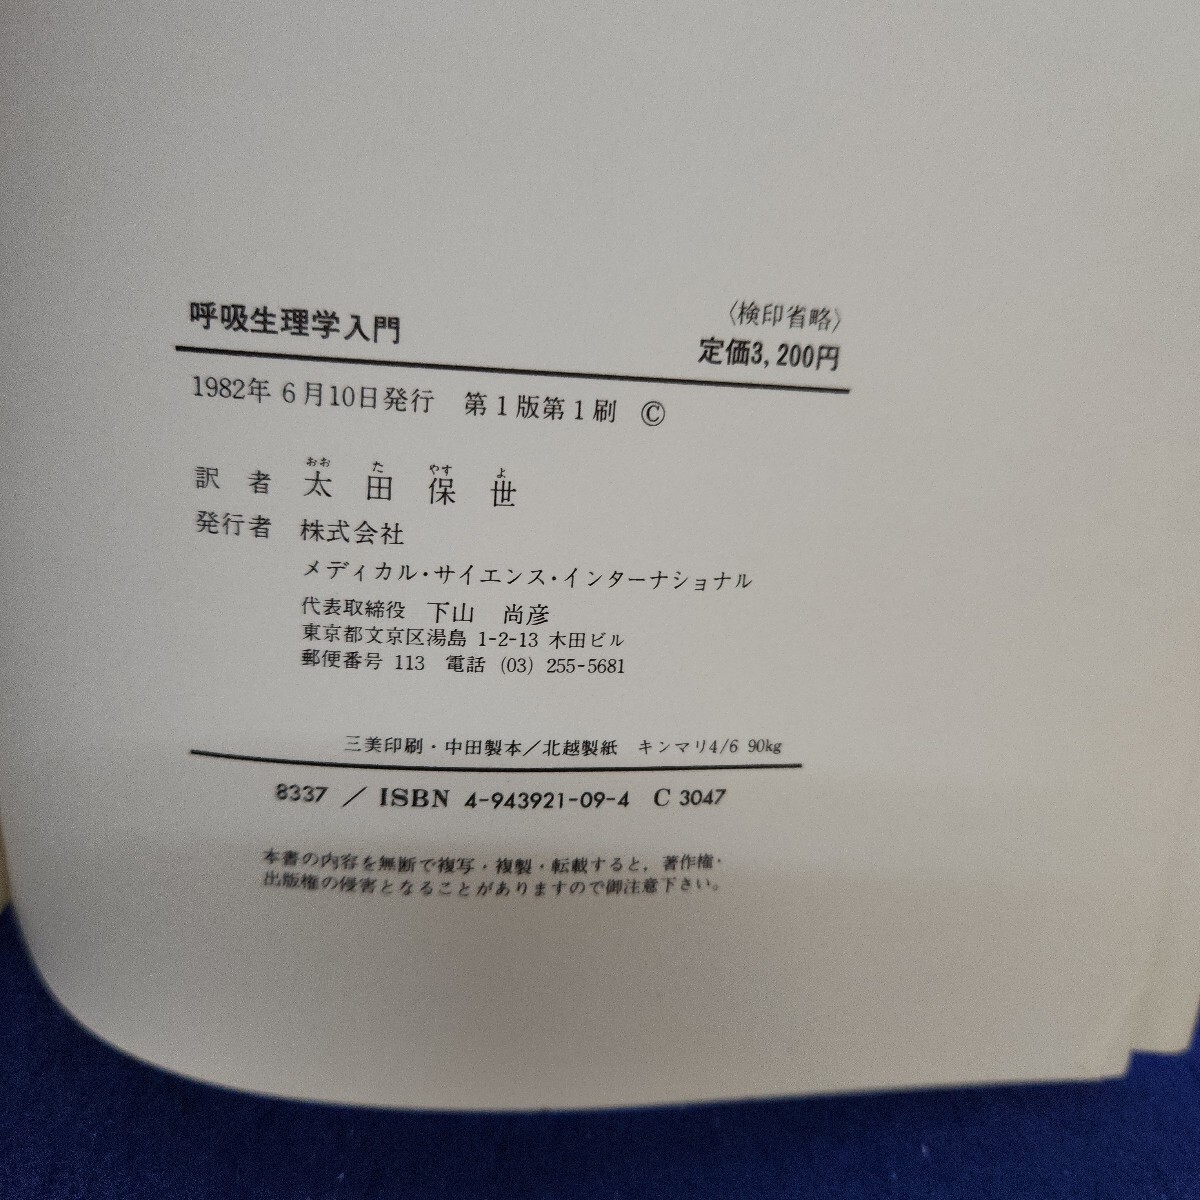 呼吸生理学入門
〈検印省略〉
定価3,200円
1982年6月10日発行 第1版第1刷 ©
おお た やす よ
訳者 太田保世
発行者 株式会社
メディカル・サイエンス・インターナショナル
代表取締役 下山 尚彦
東京都文京区湯島 1-2-13 木田ビル
郵便番号 113 電話 (03) 255-5681
三美印刷・中田製本/北越製紙 キンマリ4/6 90kg
8337 / ISBN 4-943921-09-4 C 3047
本書の内容を無断で複写・複製・転載すると,著作権・
出版権の侵害となることがありますので御注意下さい。